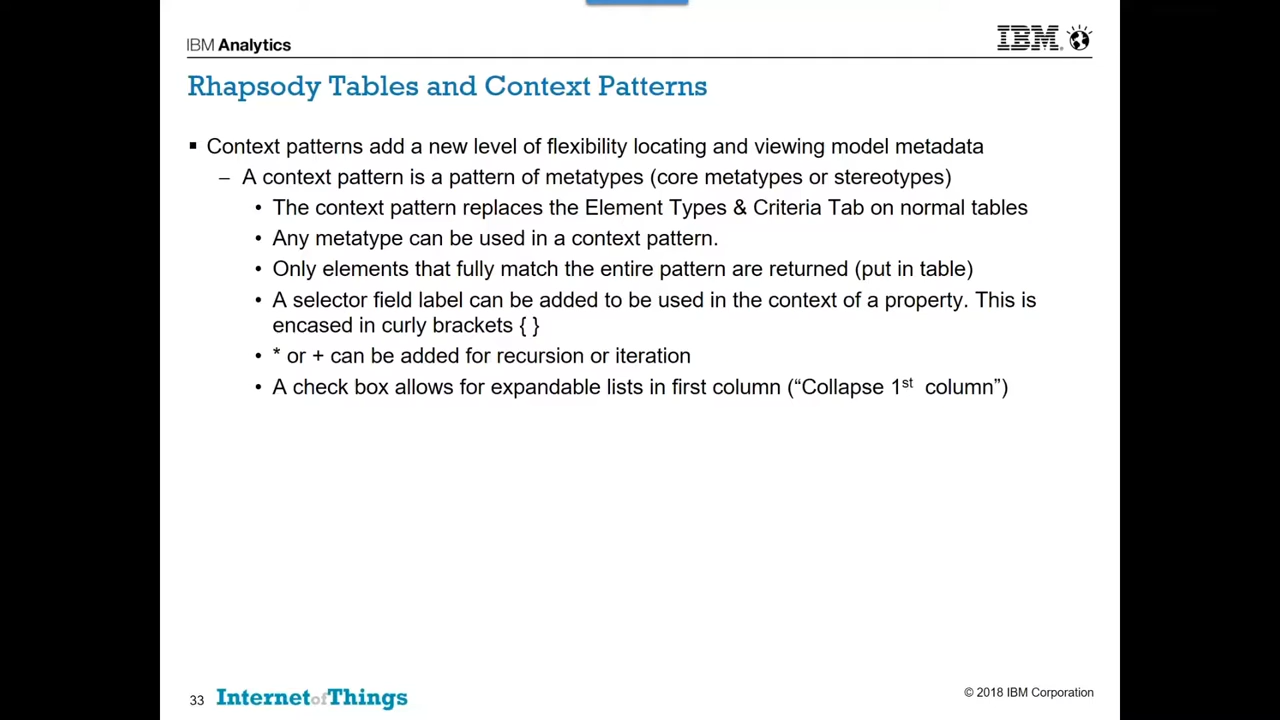 IBM Analytics
IBM
Rhapsody Tables and Context Patterns
▪ Context patterns add a new level of flexibility locating and viewing model metadata
– A context pattern is a pattern of metatypes (core metatypes or stereotypes)
• The context pattern replaces the Element Types & Criteria Tab on normal tables
• Any metatype can be used in a context pattern.
• Only elements that fully match the entire pattern are returned (put in table)
• A selector field label can be added to be used in the context of a property. This is
encased in curly brackets { }
• * or + can be added for recursion or iteration
• A check box allows for expandable lists in first column (“Collapse 1st column”)
33 InternetofThings
© 2018 IBM Corporation